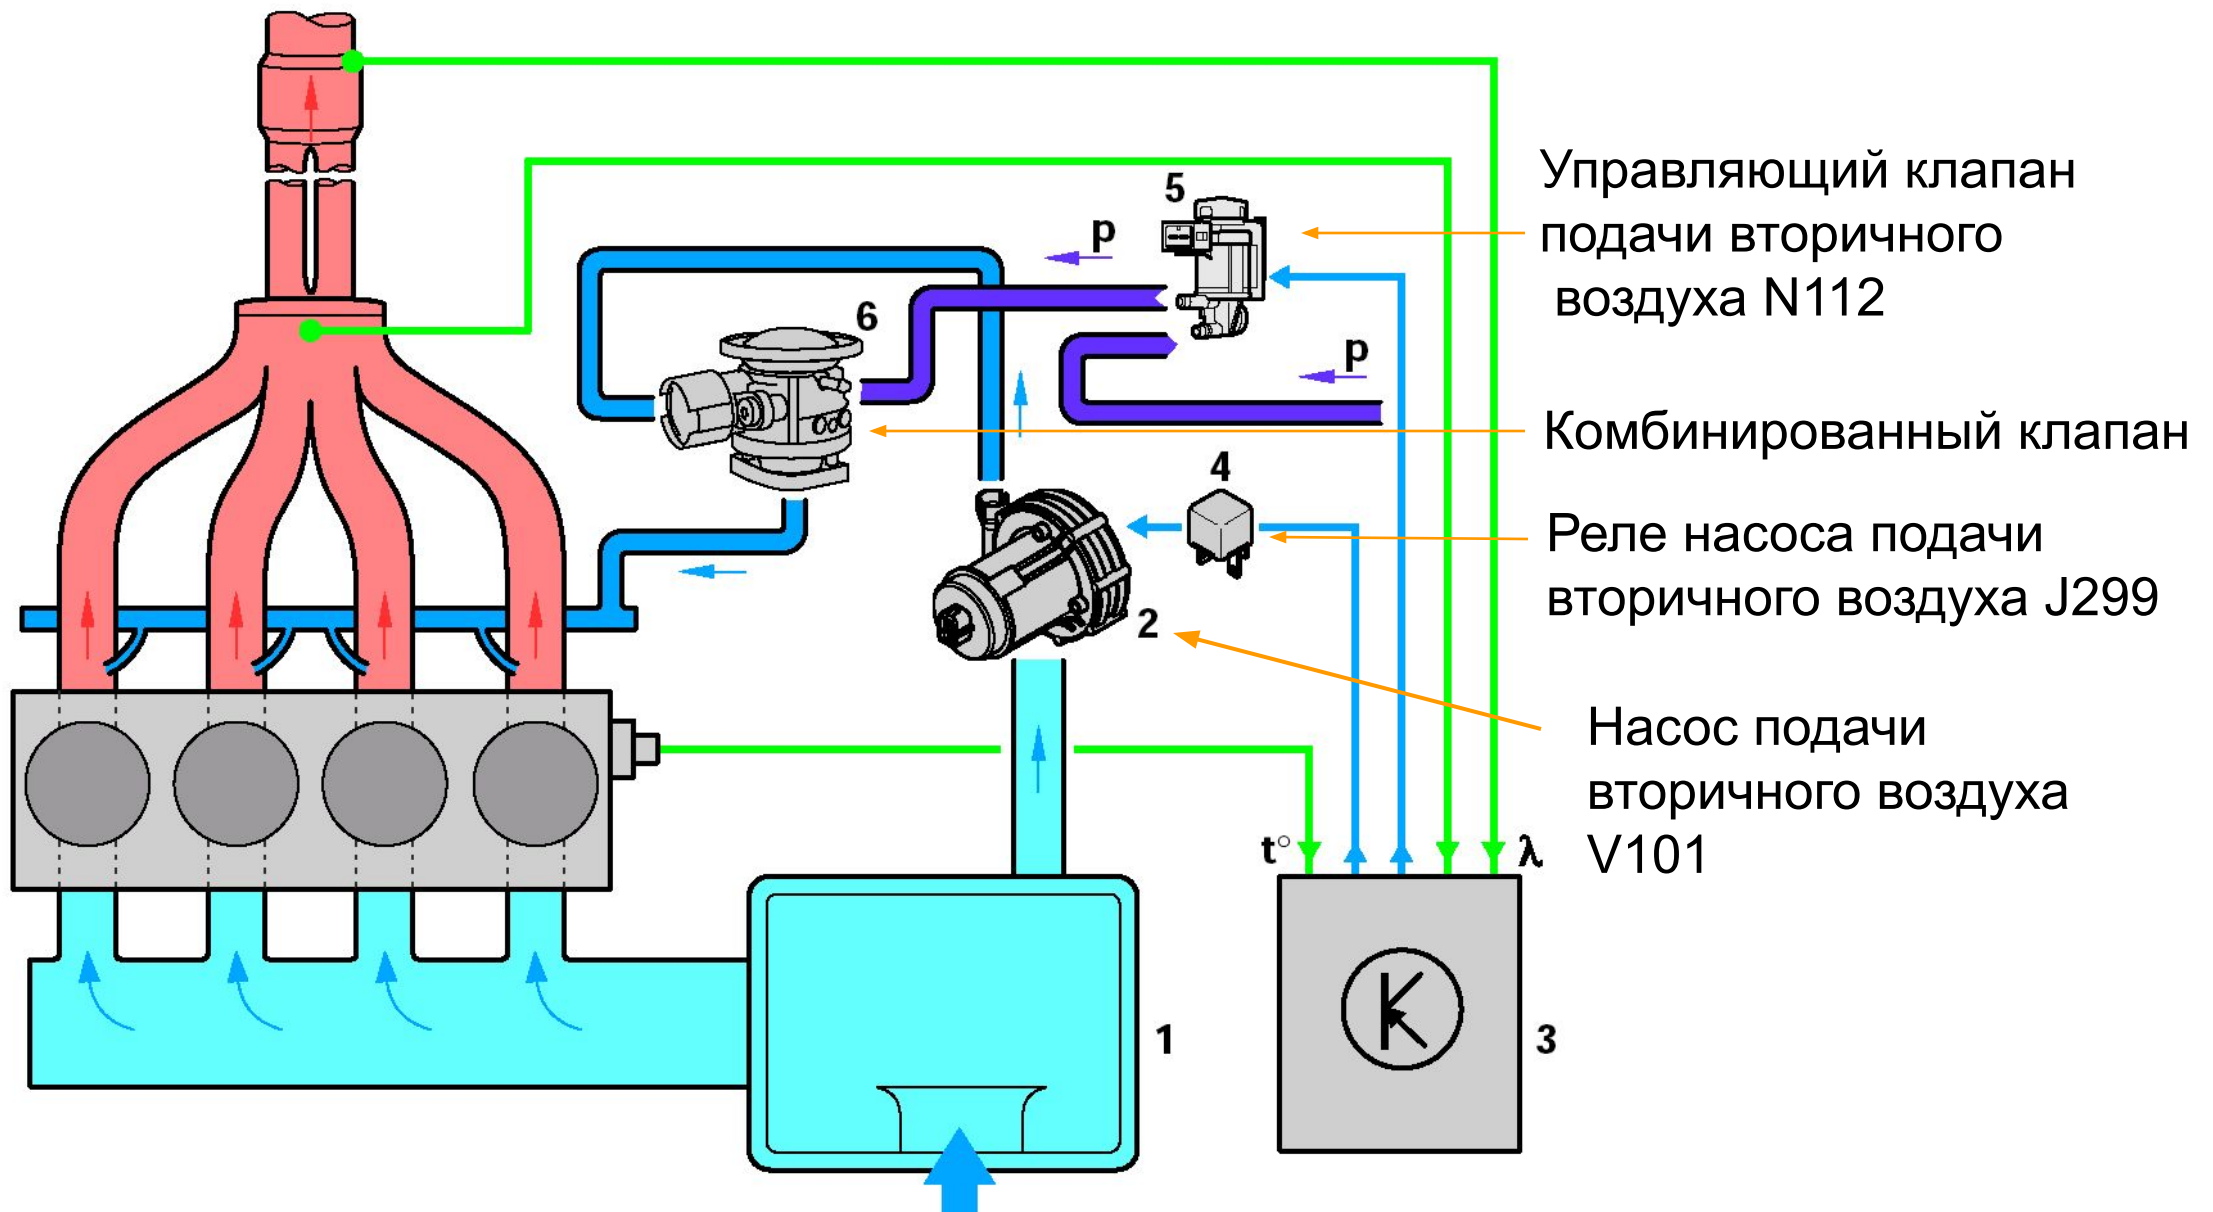 5
Управляющий клапан
подачи вторичного
воздуха N112
p
6
p
Комбинированный клапан
4
Реле насоса подачи
вторичного воздуха J299
2
Насос подачи
вторичного воздуха
V101
t° λ
1
3